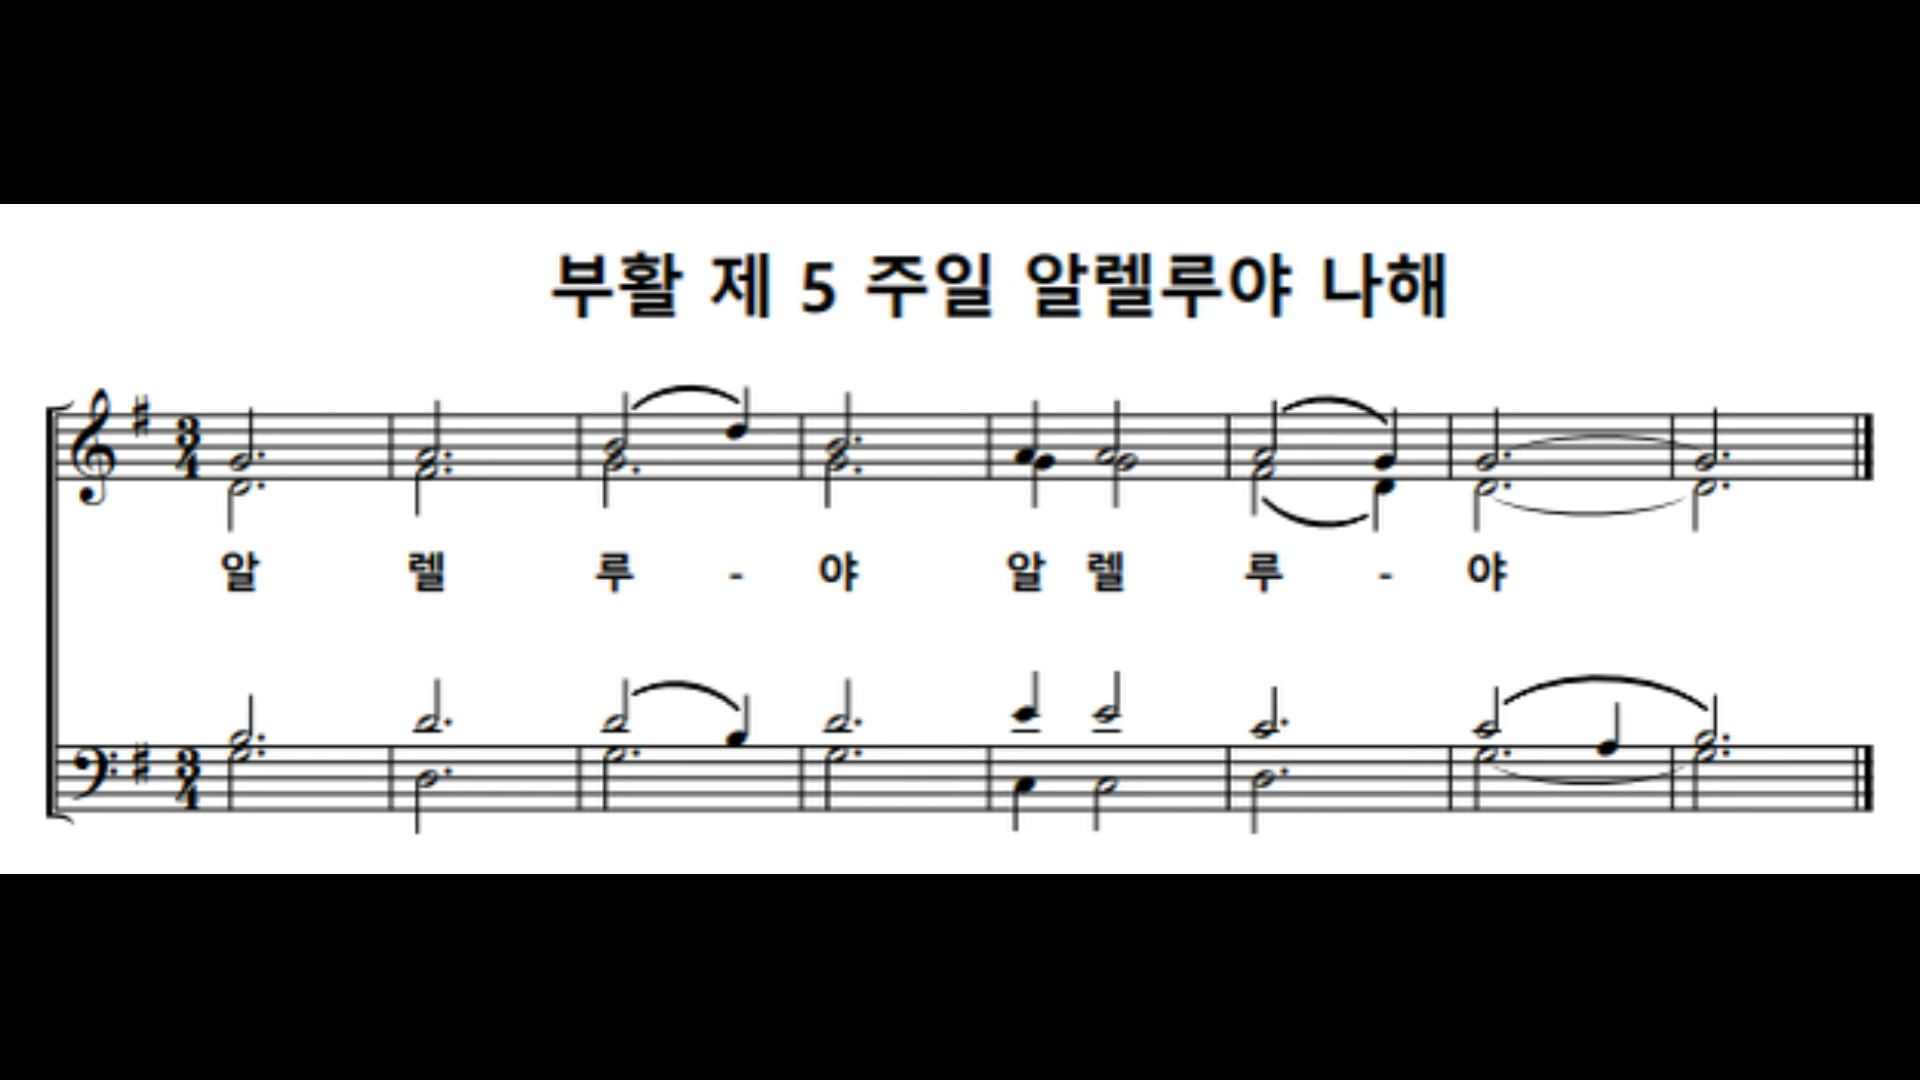 부활 제 5 주일 알렐루야 나해
알 렐 루 - 야 알 렐 루 - 야